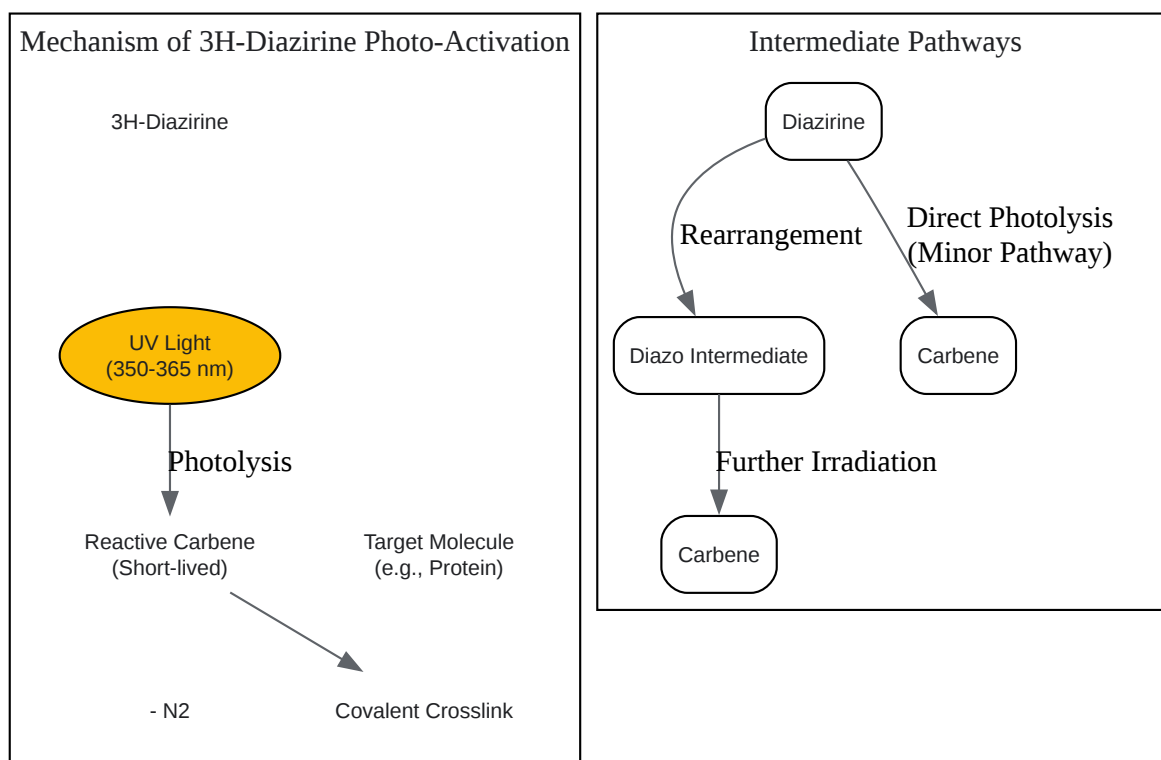 Mechanism of 3H-Diazirine Photo-Activation
3H-Diazirine
UV Light
(350-365 nm)
Photolysis
Reactive Carbene
(Short-lived)
Target Molecule
(e.g., Protein)
- N2
Covalent Crosslink
Intermediate Pathways
Diazirine
Rearrangement
Direct Photolysis
(Minor Pathway)
Diazo Intermediate
Carbene
Further Irradiation
Carbene